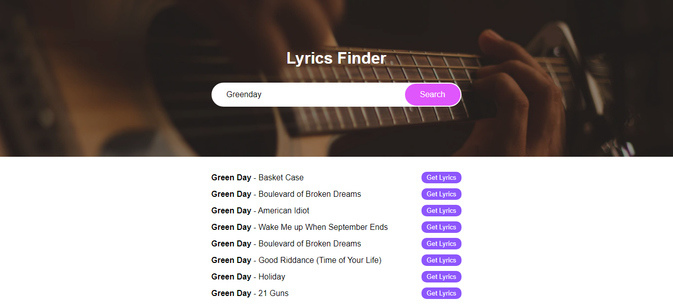 Lyrics Finder
Greenday Search
Green Day - Basket Case Get Lyrics
Green Day - Boulevard of Broken Dreams Get Lyrics
Green Day - American Idiot Get Lyrics
Green Day - Wake Me up When September Ends Get Lyrics
Green Day - Boulevard of Broken Dreams Get Lyrics
Green Day - Good Riddance (Time of Your Life) Get Lyrics
Green Day - Holiday Get Lyrics
Green Day - 21 Guns Get Lyrics